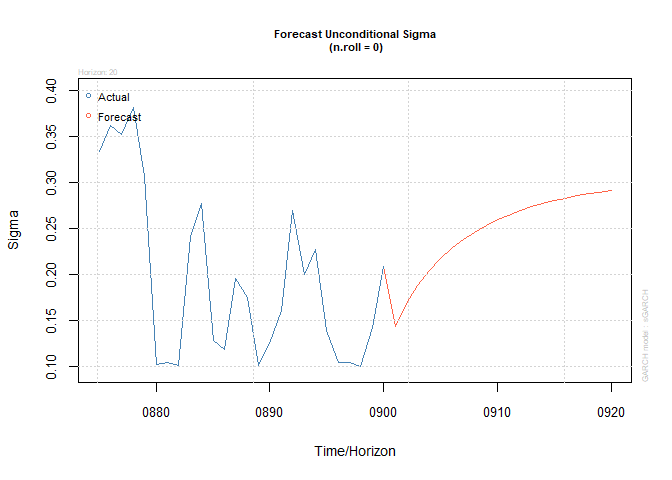 Forecast Unconditional Sigma
(n.roll = 0)
Horizon: 20
Actual
Forecast
0.40
0.35
0.30
0.25
0.20
0.15
0.10
Sigma
0880
0890
0900
0910
0920
Time/Horizon
GARCH model : sGARCH